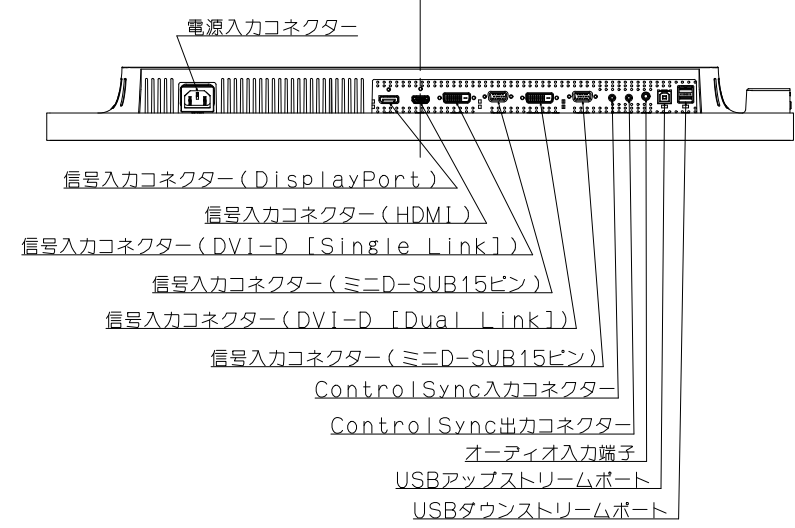 電源入力コネクター
信号入力コネクター(DisplayPort)
信号入力コネクター(HDMI)
信号入力コネクター(DVI-D [Single Link])
信号入力コネクター(ミニD-SUB15ピン)
信号入力コネクター(DVI-D [Dual Link])
信号入力コネクター(ミニD-SUB15ピン)
ControlSync入力コネクター
ControlSync出力コネクター
オーディオ入力端子
USBアップストリームポート
USBダウンストリームポート